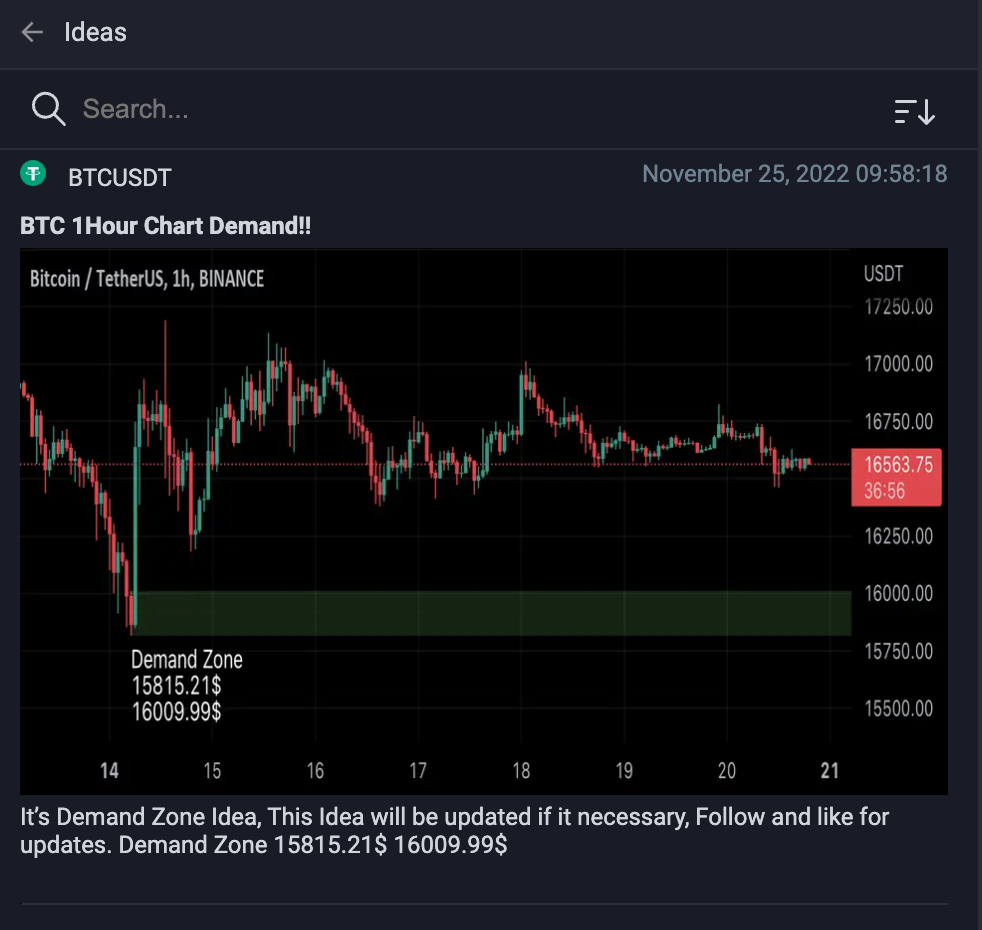 Ideas
Search...
BTCUSDT
November 25, 2022 09:58:18
BTC 1Hour Chart Demand!!
Bitcoin / TetherUS, 1h, BINANCE
USDT
17250.00
17000.00
16750.00
16563.75
36:56
16250.00
16000.00
15750.00
15500.00
Demand Zone
15815.21$
16009.99$
14 15 16 17 18 19 20 21
It’s Demand Zone Idea, This Idea will be updated if it necessary, Follow and like for
updates. Demand Zone 15815.21$ 16009.99$